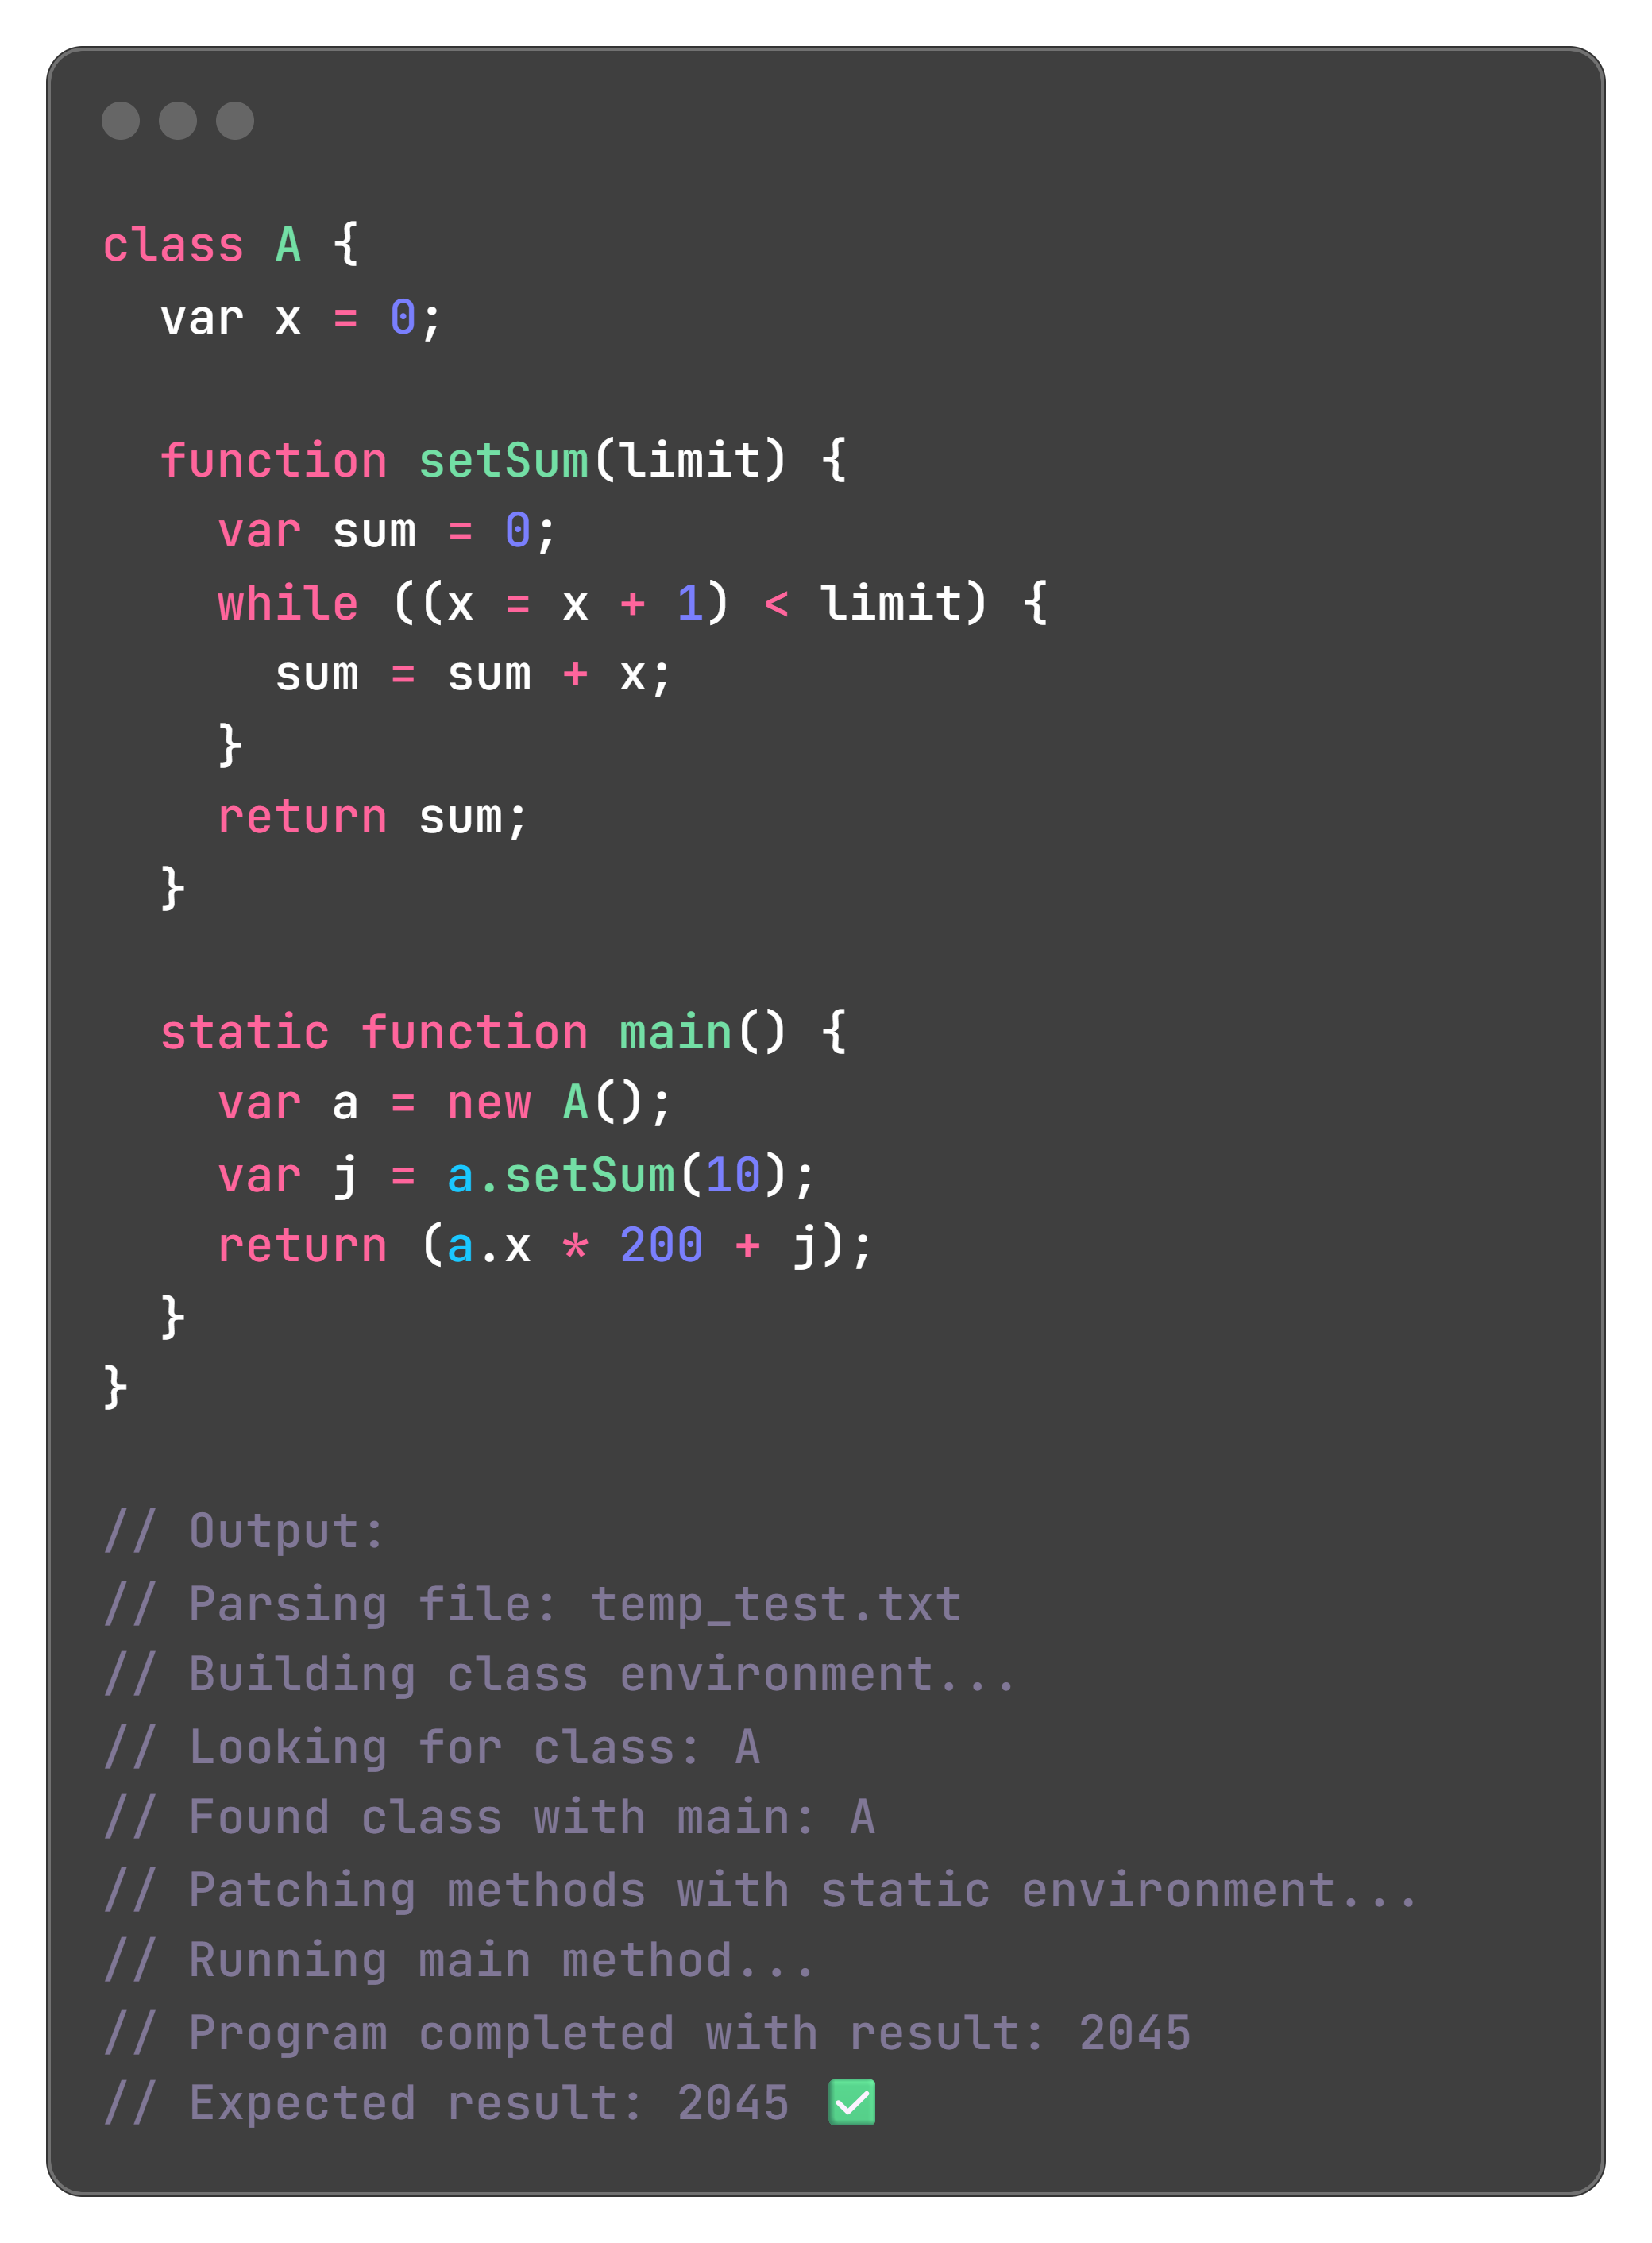 class A {
  var x = 0;

  function setSum(limit) {
    var sum = 0;
    while ((x = x + 1) < limit) {
      sum = sum + x;
    }
    return sum;
  }

  static function main() {
    var a = new A();
    var j = a.setSum(10);
    return (a.x * 200 + j);
  }
}

// Output:
// Parsing file: temp_test.txt
// Building class environment...
// Looking for class: A
// Found class with main: A
// Patching methods with static environment...
// Running main method...
// Program completed with result: 2045
// Expected result: 2045 ✅